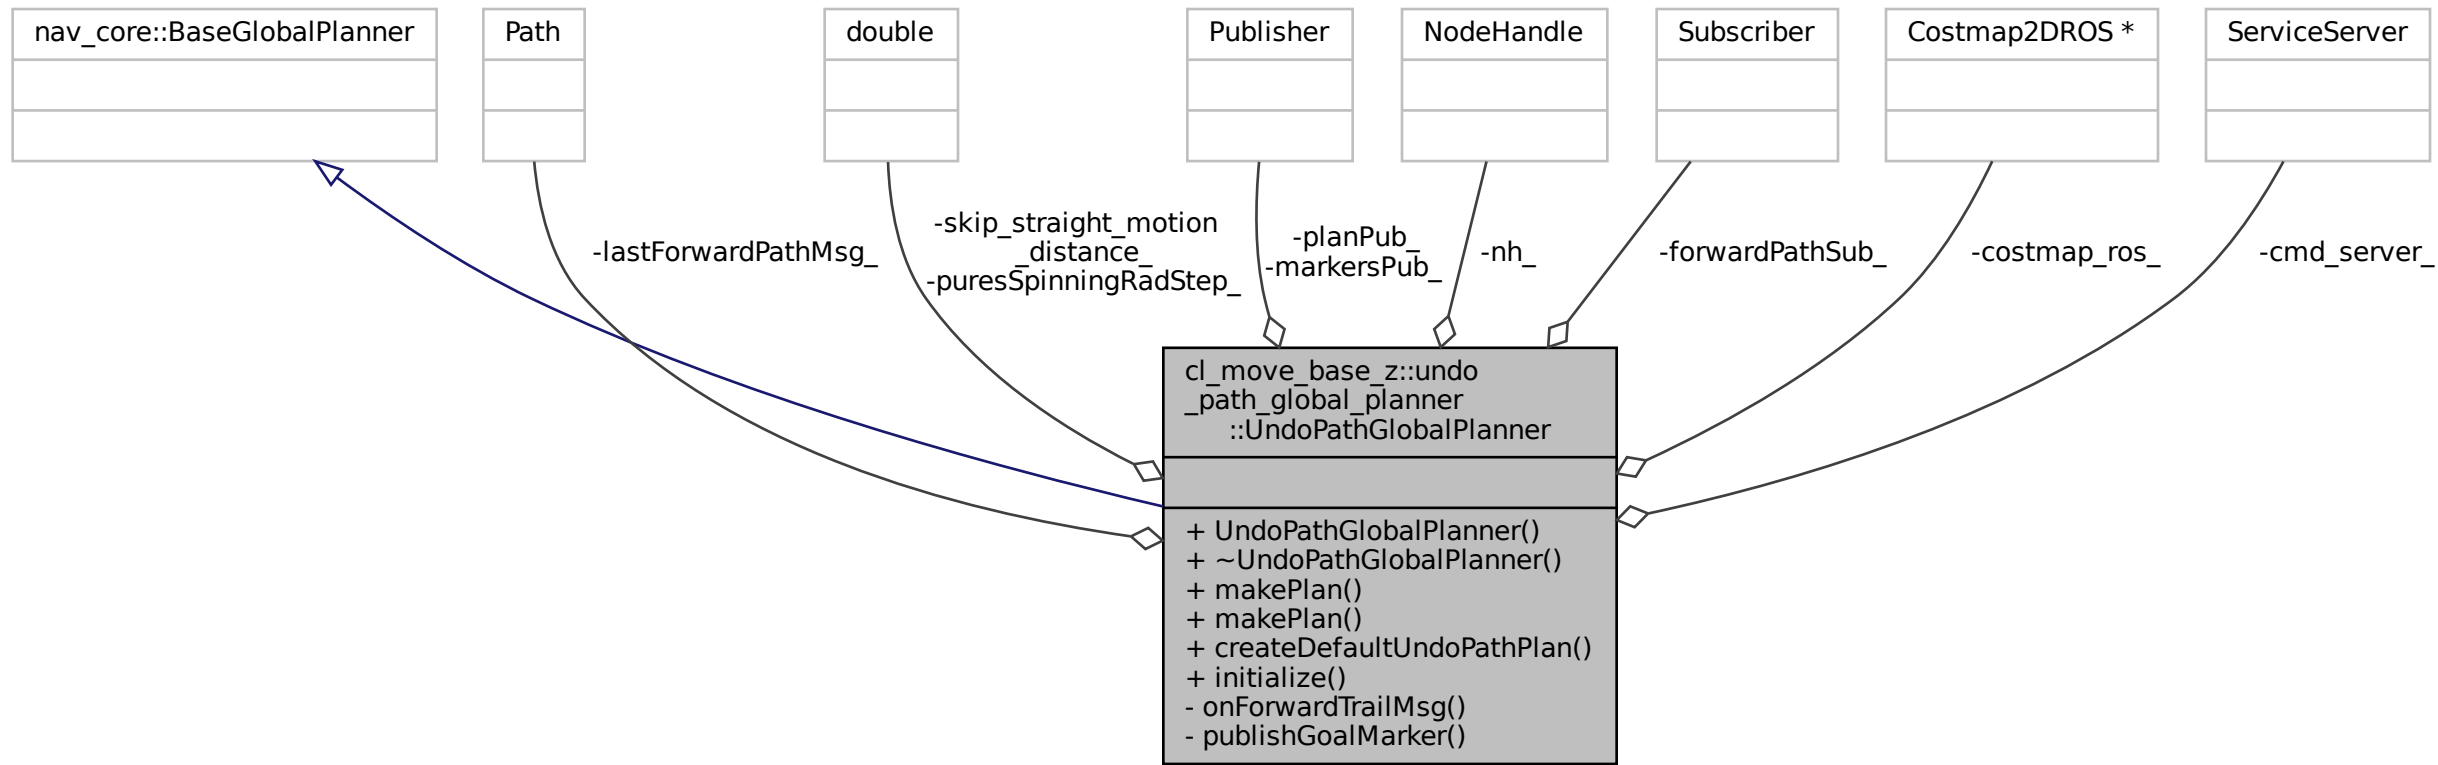 nav_core::BaseGlobalPlanner
Path
double
Publisher
NodeHandle
Subscriber
Costmap2DROS *
ServiceServer
-lastForwardPathMsg_
-skip_straight_motion
_distance_
-puresSpinningRadStep_
-planPub_
-markersPub_
-nh_
-forwardPathSub_
-costmap_ros_
-cmd_server_
cl_move_base_z::undo
_path_global_planner
::UndoPathGlobalPlanner
+ UndoPathGlobalPlanner()
+ ~UndoPathGlobalPlanner()
+ makePlan()
+ makePlan()
+ createDefaultUndoPathPlan()
+ initialize()
- onForwardTrailMsg()
- publishGoalMarker()